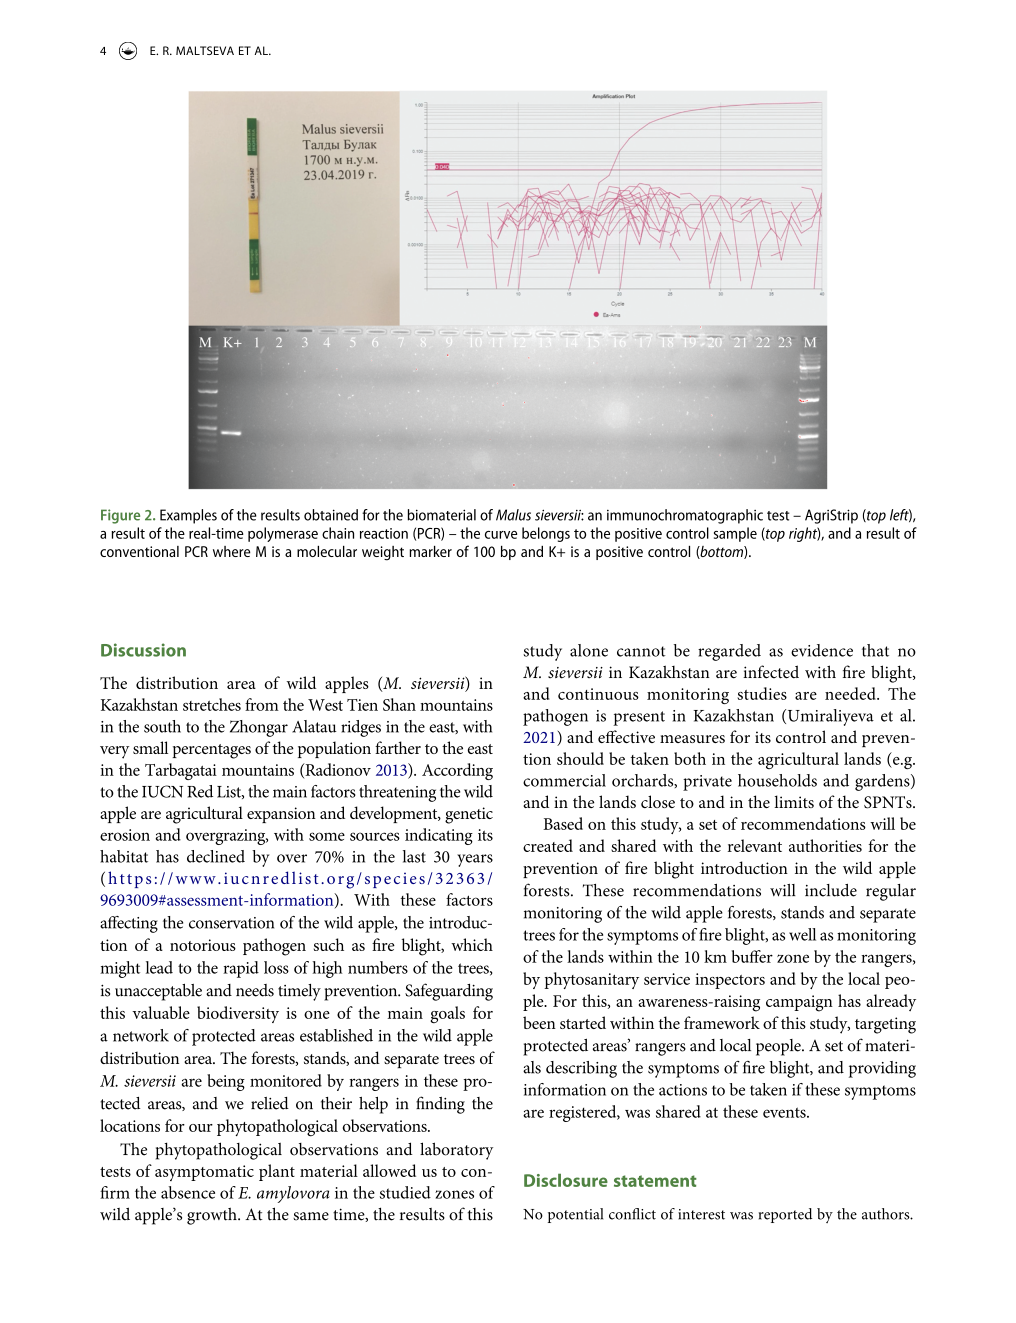 4 E. R. MALTSEVA ET AL.
Malus sieversii
Талды Булак
1700 м н.у.м.
23.04.2019 г.
Amplification Plot
1.00
0.100
0.040
0.0100
0.00100
ΔRn
5 10 15 20 25 30 35 40
Cycle
Ea-Ams
M K+ 1 2 3 4 5 6 7 8 9 10 11 12 13 14 15 16 17 18 19 20 21 22 23 M
Figure 2. Examples of the results obtained for the biomaterial of Malus sieversii: an immunochromatographic test – AgriStrip (top left),
a result of the real-time polymerase chain reaction (PCR) – the curve belongs to the positive control sample (top right), and a result of
conventional PCR where M is a molecular weight marker of 100 bp and K+ is a positive control (bottom).
Discussion
The distribution area of wild apples (M. sieversii) in
Kazakhstan stretches from the West Tien Shan mountains
in the south to the Zhongar Alatau ridges in the east, with
very small percentages of the population farther to the east
in the Tarbagatai mountains (Radionov 2013). According
to the IUCN Red List, the main factors threatening the wild
apple are agricultural expansion and development, genetic
erosion and overgrazing, with some sources indicating its
habitat has declined by over 70% in the last 30 years
(https://www.iucnredlist.org/species/32363/
9693009#assessment-information). With these factors
affecting the conservation of the wild apple, the introduc-
tion of a notorious pathogen such as fire blight, which
might lead to the rapid loss of high numbers of the trees,
is unacceptable and needs timely prevention. Safeguarding
this valuable biodiversity is one of the main goals for
a network of protected areas established in the wild apple
distribution area. The forests, stands, and separate trees of
M. sieversii are being monitored by rangers in these pro-
tected areas, and we relied on their help in finding the
locations for our phytopathological observations.
The phytopathological observations and laboratory
tests of asymptomatic plant material allowed us to con-
firm the absence of E. amylovora in the studied zones of
wild apple's growth. At the same time, the results of this
study alone cannot be regarded as evidence that no
M. sieversii in Kazakhstan are infected with fire blight,
and continuous monitoring studies are needed. The
pathogen is present in Kazakhstan (Umiraliyeva et al.
2021) and effective measures for its control and preven-
tion should be taken both in the agricultural lands (e.g.
commercial orchards, private households and gardens)
and in the lands close to and in the limits of the SPNTs.
Based on this study, a set of recommendations will be
created and shared with the relevant authorities for the
prevention of fire blight introduction in the wild apple
forests. These recommendations will include regular
monitoring of the wild apple forests, stands and separate
trees for the symptoms of fire blight, as well as monitoring
of the lands within the 10 km buffer zone by the rangers,
by phytosanitary service inspectors and by the local peo-
ple. For this, an awareness-raising campaign has already
been started within the framework of this study, targeting
protected areas' rangers and local people. A set of materi-
als describing the symptoms of fire blight, and providing
information on the actions to be taken if these symptoms
are registered, was shared at these events.
Disclosure statement
No potential conflict of interest was reported by the authors.